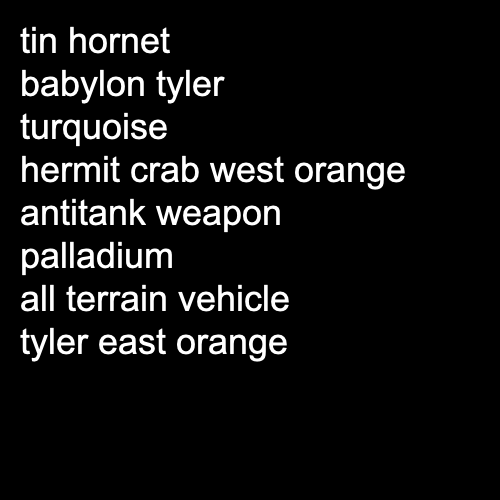 tin hornet
babylon tyler
turquoise
hermit crab west orange
antitank weapon
palladium
all terrain vehicle
tyler east orange